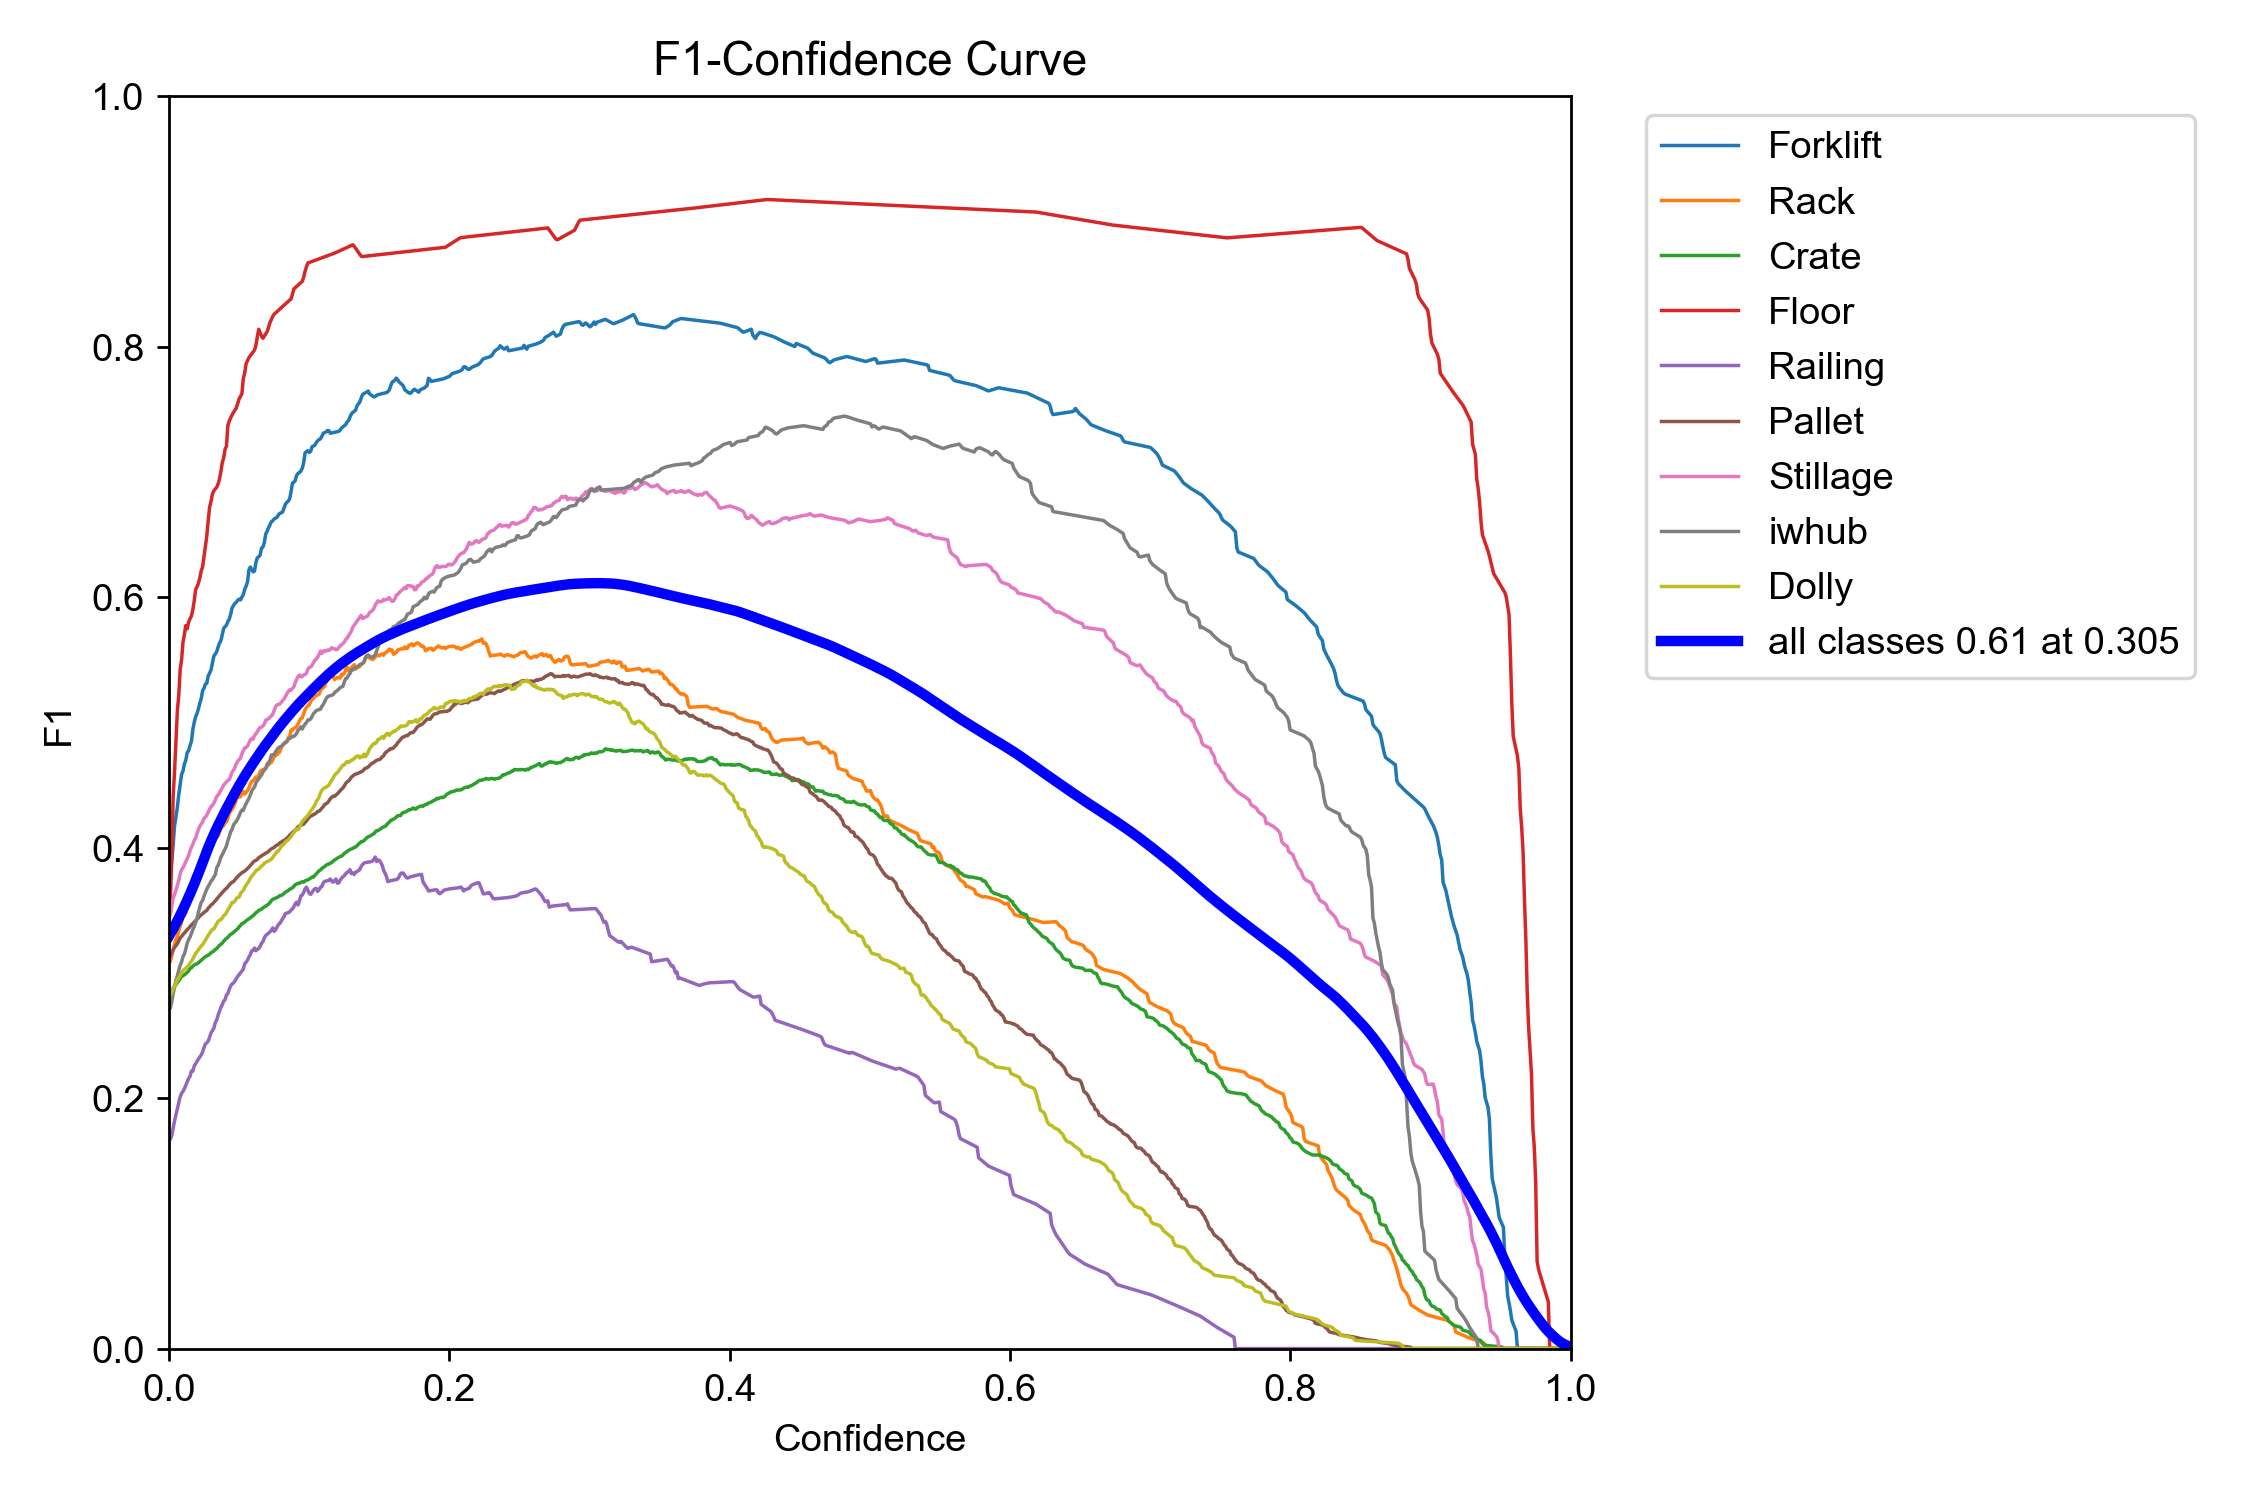 F1-Confidence Curve
1.0
0.8
0.6
0.4
0.2
0.0
F1
0.0 0.2 0.4 0.6 0.8 1.0
Confidence
Forklift
Rack
Crate
Floor
Railing
Pallet
Stillage
iwhub
Dolly
all classes 0.61 at 0.305